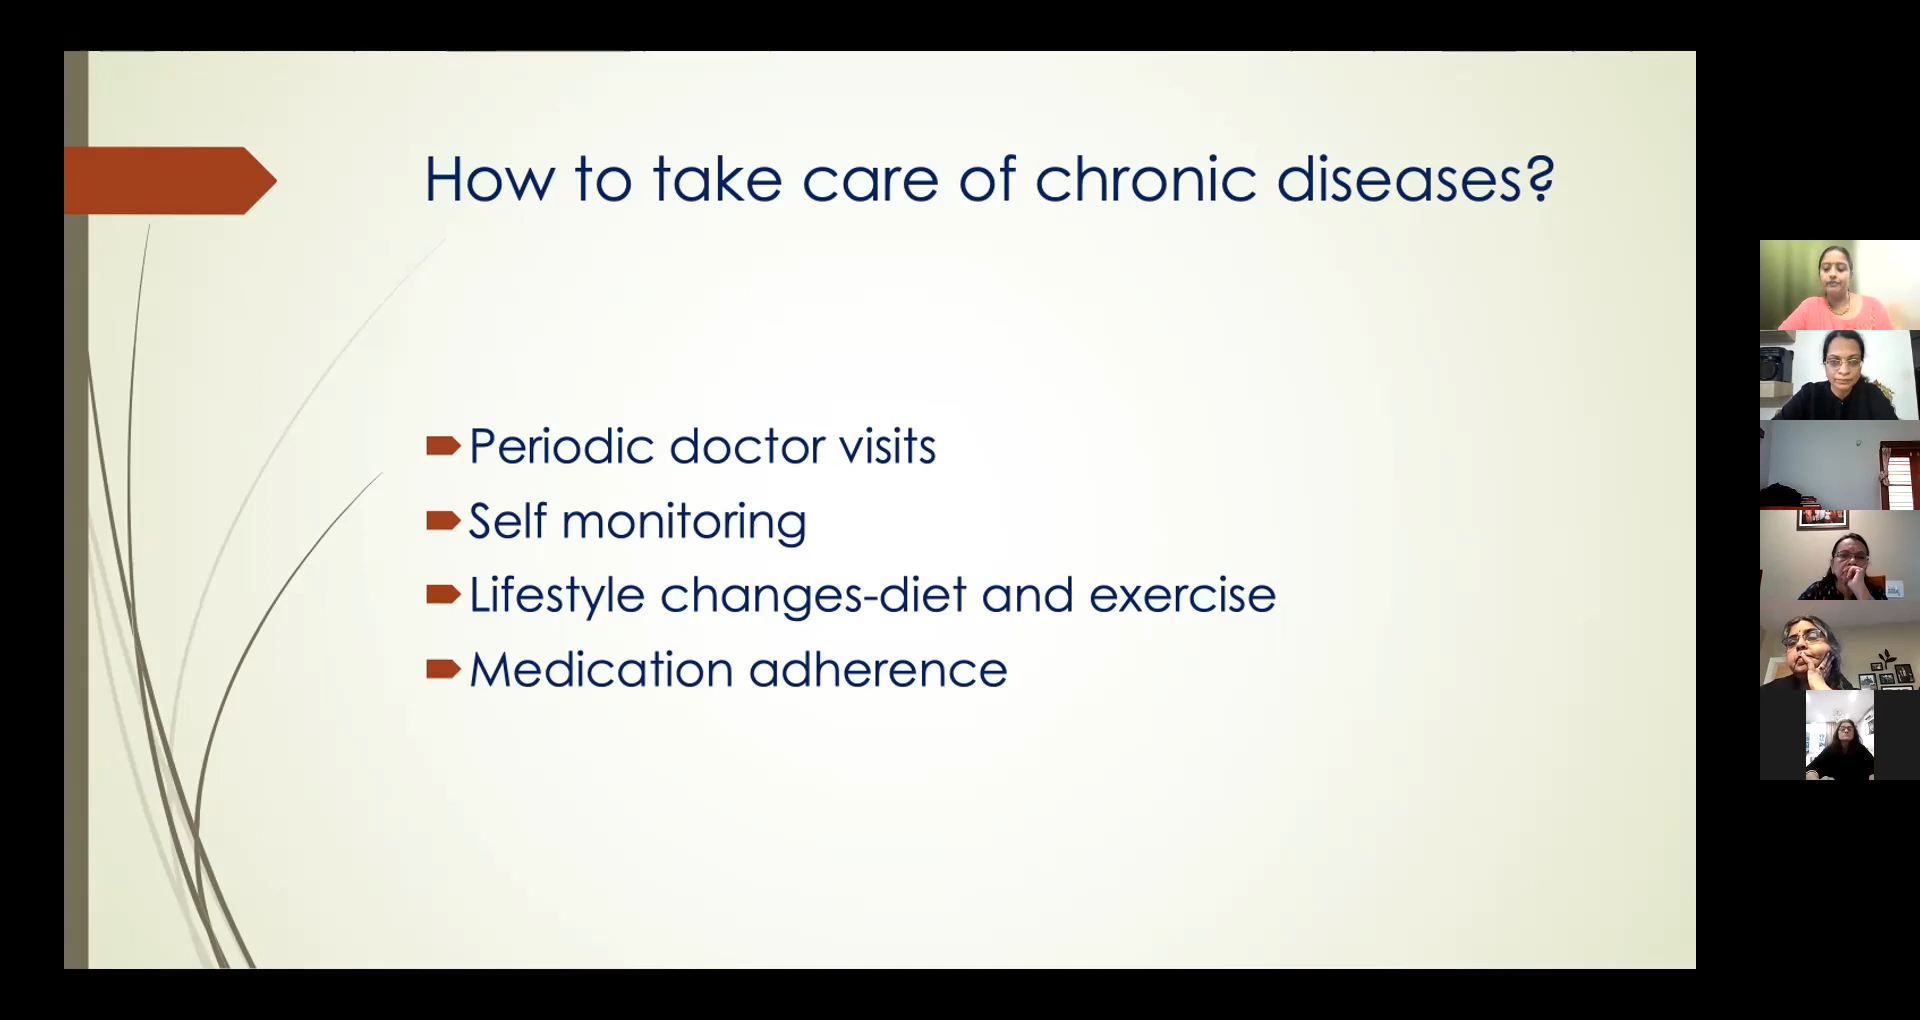 How to take care of chronic diseases?
Periodic doctor visits
Self monitoring
Lifestyle changes-diet and exercise
Medication adherence